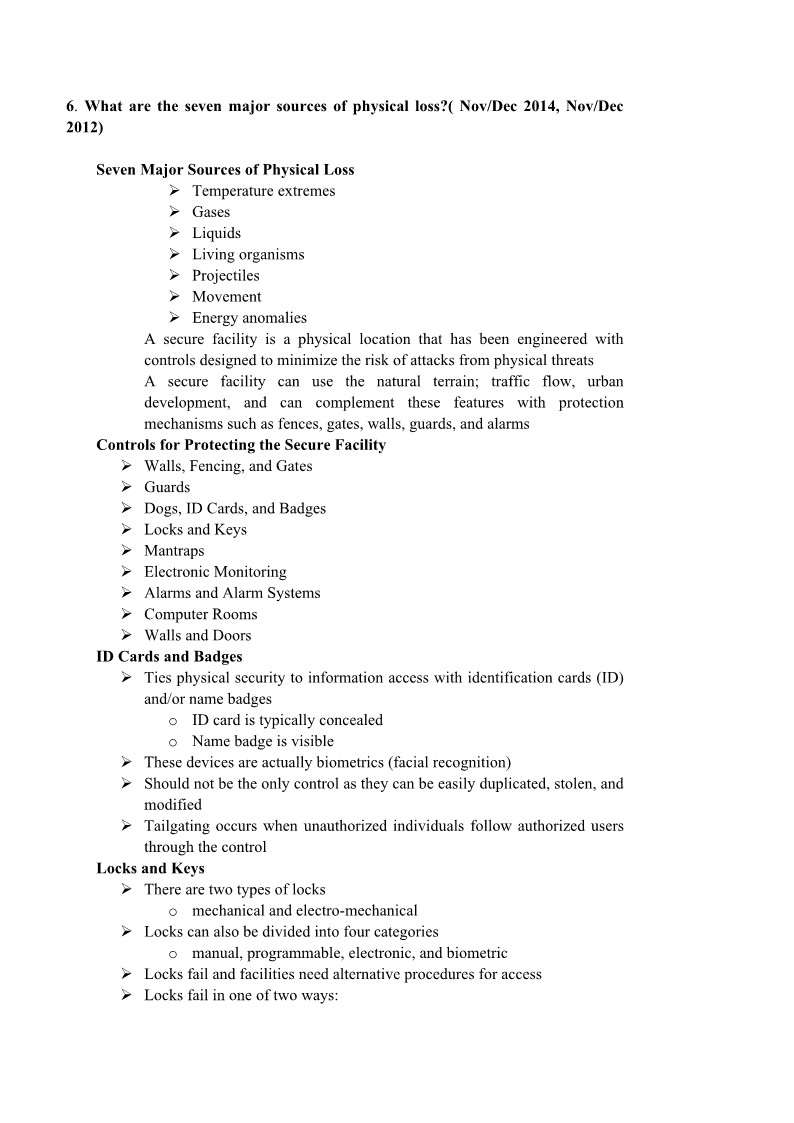 6. What are the seven major sources of physical loss?( Nov/Dec 2014, Nov/Dec
2012)
Seven Major Sources of Physical Loss
➢ Temperature extremes
➢ Gases
➢ Liquids
➢ Living organisms
➢ Projectiles
➢ Movement
➢ Energy anomalies
A secure facility is a physical location that has been engineered with
controls designed to minimize the risk of attacks from physical threats
A secure facility can use the natural terrain; traffic flow, urban
development, and can complement these features with protection
mechanisms such as fences, gates, walls, guards, and alarms
Controls for Protecting the Secure Facility
➢ Walls, Fencing, and Gates
➢ Guards
➢ Dogs, ID Cards, and Badges
➢ Locks and Keys
➢ Mantraps
➢ Electronic Monitoring
➢ Alarms and Alarm Systems
➢ Computer Rooms
➢ Walls and Doors
ID Cards and Badges
➢ Ties physical security to information access with identification cards (ID)
and/or name badges
o ID card is typically concealed
o Name badge is visible
➢ These devices are actually biometrics (facial recognition)
➢ Should not be the only control as they can be easily duplicated, stolen, and
modified
➢ Tailgating occurs when unauthorized individuals follow authorized users
through the control
Locks and Keys
➢ There are two types of locks
o mechanical and electro-mechanical
➢ Locks can also be divided into four categories
o manual, programmable, electronic, and biometric
➢ Locks fail and facilities need alternative procedures for access
➢ Locks fail in one of two ways: